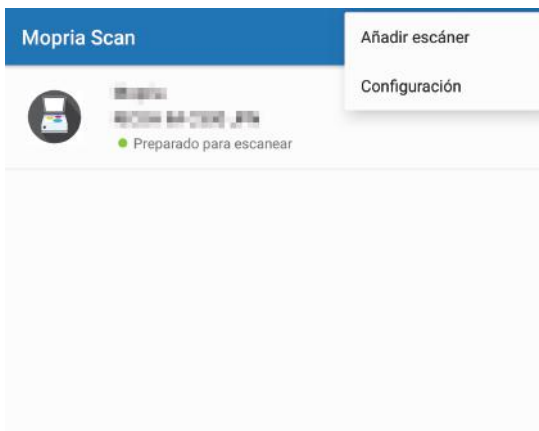 Mopria Scan
Añadir escáner
Configuración
Preparado para escanear